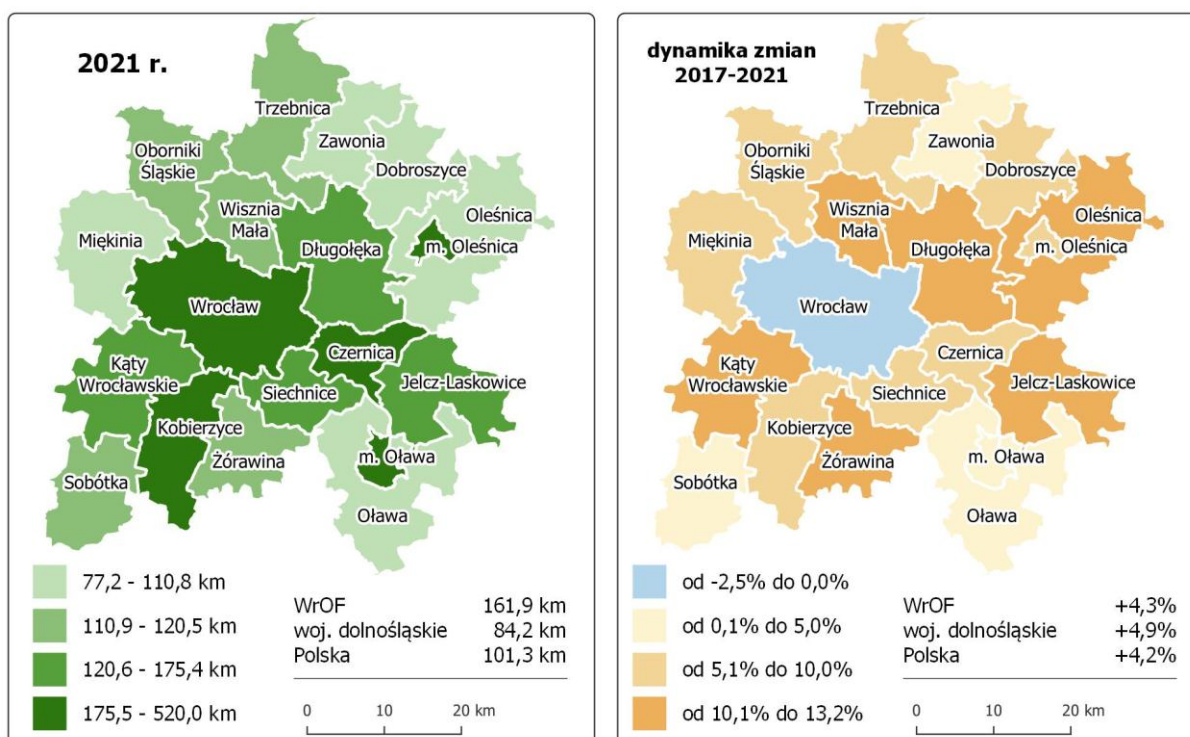 2021 r.
Trzebnica
Zawonia
Oborniki
Śląskie
Dobroszyce
Wisznia
Mała
Oleśnica
Miękinia
Długołęka
m. Oleśnica
Wrocław
Czernica
Kąty
Wrocławskie
Siechnice
Jelcz-Laskowice
Kobierzyce
Żórawina
m. Oława
Sobótka
Oława
77,2 - 110,8 km
110,9 - 120,5 km
120,6 - 175,4 km
175,5 - 520,0 km
WrOF 161,9 km
woj. dolnośląskie 84,2 km
Polska 101,3 km
0 10 20 km
dynamika zmian
2017-2021
Trzebnica
Zawonia
Oborniki
Śląskie
Dobroszyce
Wisznia
Mała
Oleśnica
Miękinia
Długołęka
m. Oleśnica
Wrocław
Czernica
Kąty
Wrocławskie
Siechnice
Jelcz-Laskowice
Kobierzyce
Żórawina
m. Oława
Sobótka
Oława
od -2,5% do 0,0%
od 0,1% do 5,0%
od 5,1% do 10,0%
od 10,1% do 13,2%
WrOF +4,3%
woj. dolnośląskie +4,9%
Polska +4,2%
0 10 20 km